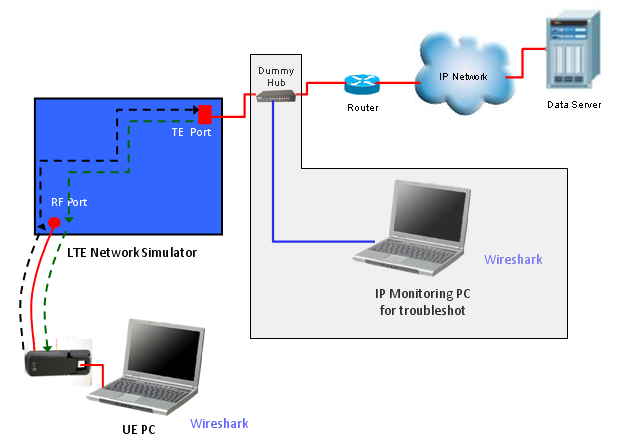 Dummy
Hub
Router
IP Network
Data Server
TE Port
RF Port
LTE Network Simulator
Wireshark
IP Monitoring PC
for troubleshot
UE PC
Wireshark